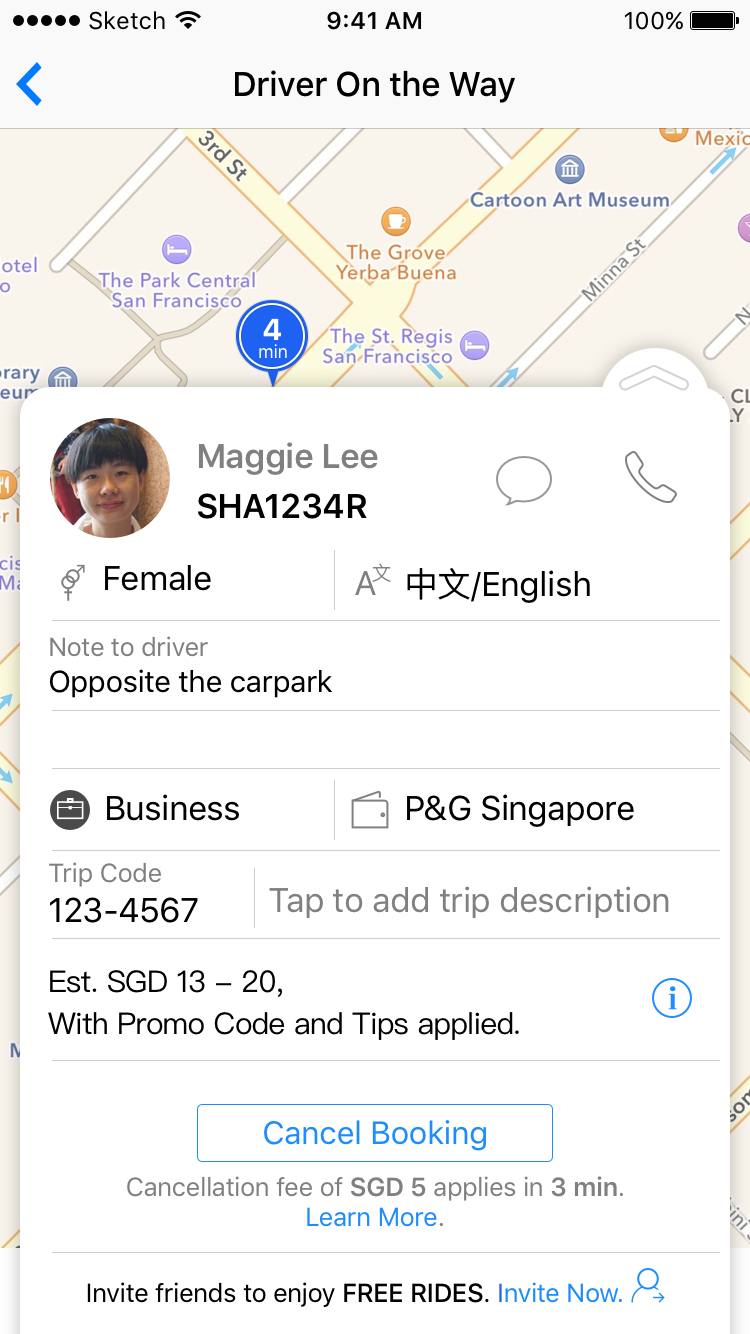 Sketch 9:41 AM 100%
Driver On the Way
3rd St
Mexic
Cartoon Art Museum
The Grove
Yerba Buena
Minna St
otel
o
The Park Central
San Francisco
4
min
The St. Regis
San Francisco
rary
eum
CL
LY
Maggie Lee
SHA1234R
Female
A文 中文/English
Note to driver
Opposite the carpark
Business
P&G Singapore
Trip Code
123-4567
Tap to add trip description
Est. SGD 13 – 20,
With Promo Code and Tips applied.
i
Cancel Booking
Cancellation fee of SGD 5 applies in 3 min.
Learn More.
Invite friends to enjoy FREE RIDES. Invite Now.